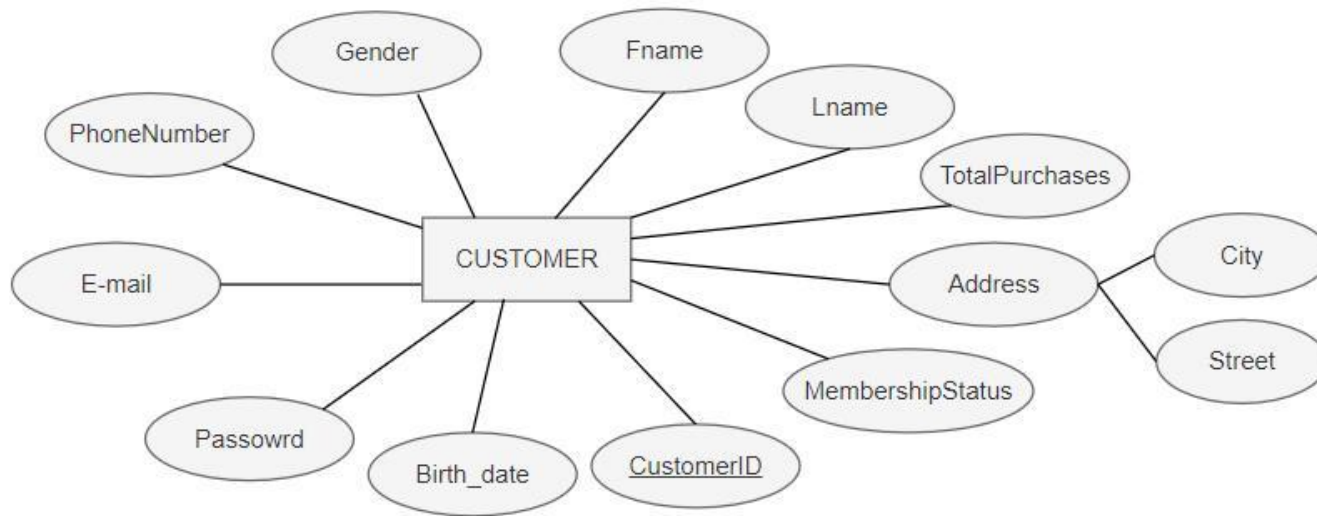 Gender
Fname
Lname
PhoneNumber
TotalPurchases
CUSTOMER
City
E-mail
Address
Street
MembershipStatus
Passowrd
Birth_date
CustomerID